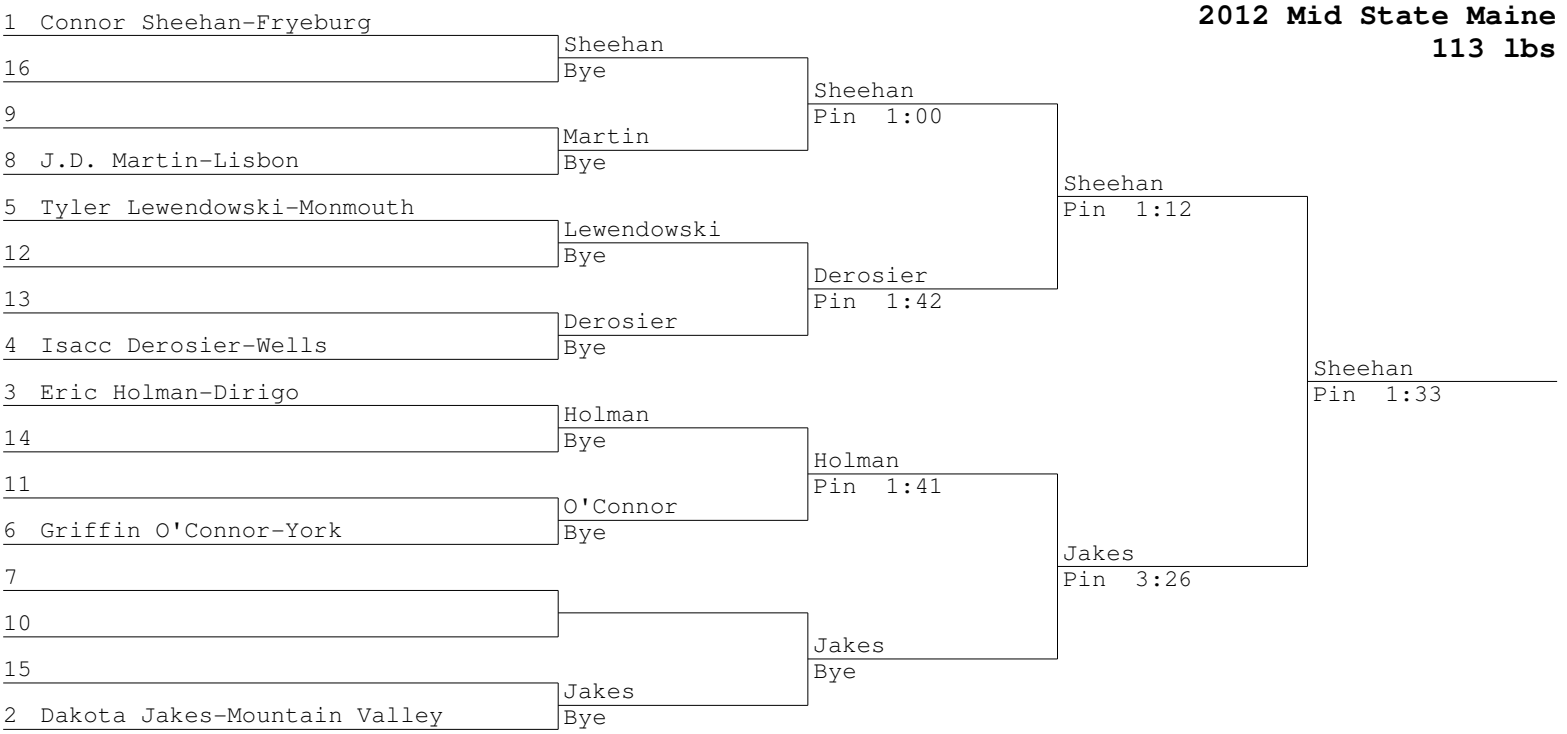 2012 Mid State Maine
113 lbs
1 Connor Sheehan-Fryeburg
16
9
8 J.D. Martin-Lisbon
5 Tyler Lewendowski-Monmouth
12
13
4 Isacc Derosier-Wells
3 Eric Holman-Dirigo
14
11
6 Griffin O'Connor-York
7
10
15
2 Dakota Jakes-Mountain Valley
Sheehan
Bye
Martin
Bye
Lewendowski
Bye
Derosier
Bye
Holman
Bye
O'Connor
Bye
Jakes
Bye
Sheehan
Pin 1:00
Derosier
Pin 1:42
Holman
Pin 1:41
Jakes
Bye
Sheehan
Pin 1:12
Jakes
Pin 3:26
Sheehan
Pin 1:33